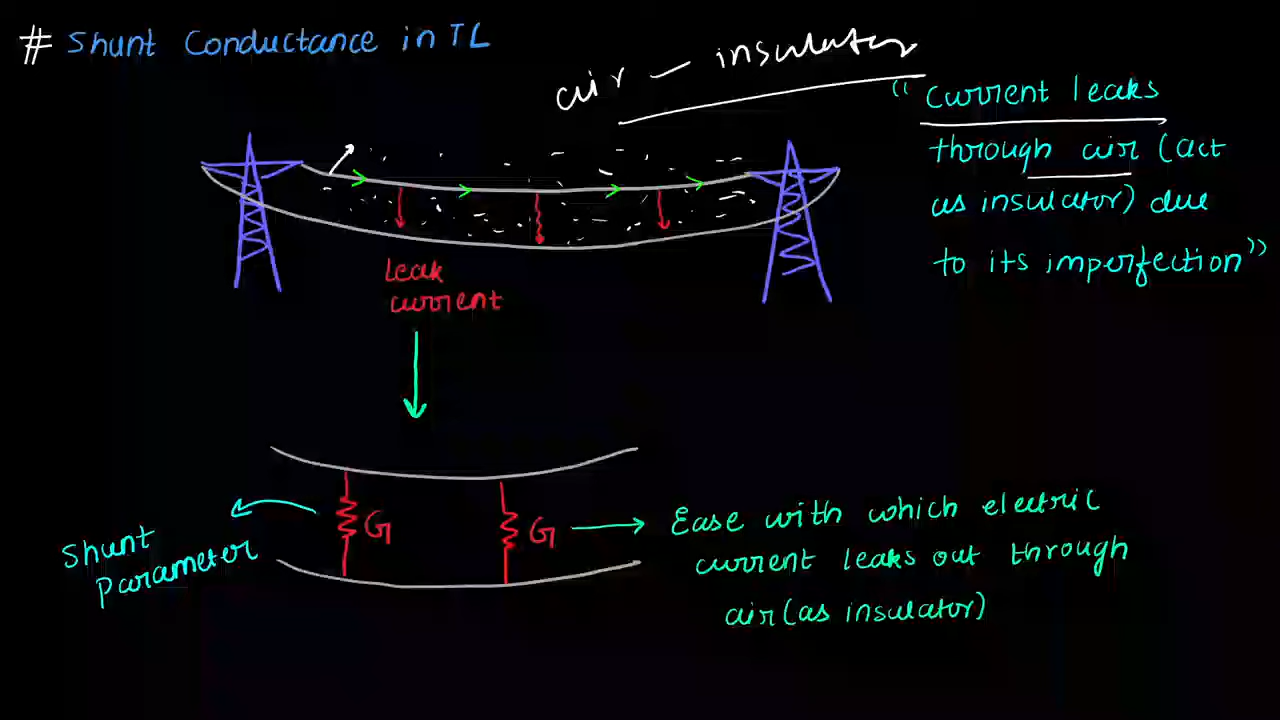 # Shunt Conductance in TL
air - insulator
"current leaks
through air (act
as insulator) due
to its imperfection"
Leak
current
G
G
Shunt
Parameter
Ease with which electric
current leaks out through
air (as insulator)